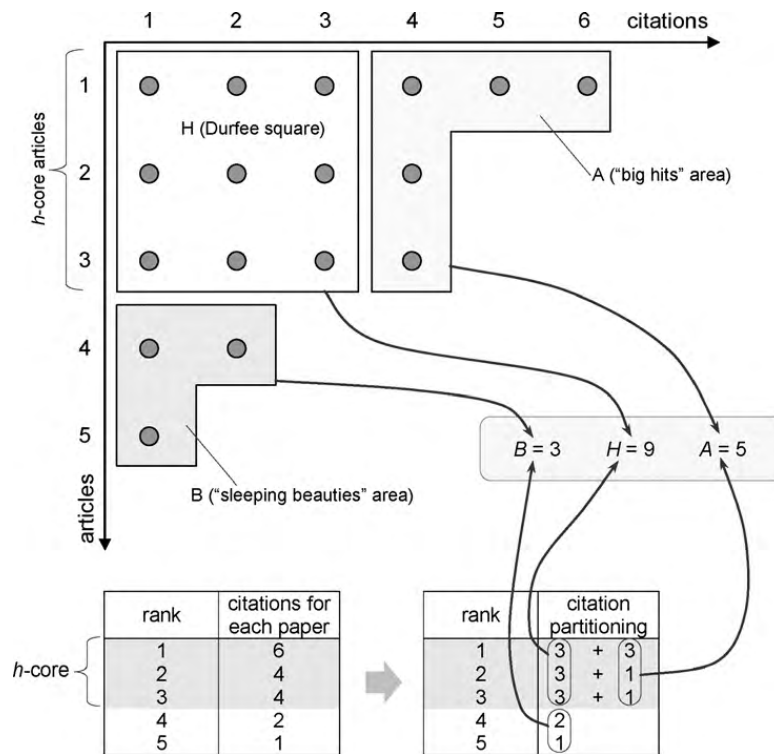 1 2 3 4 5 6 citations
1
H (Durfee square)
h-core articles
2
A ("big hits" area)
3
4
5
B = 3 H = 9 A = 5
B ("sleeping beauties" area)
articles
rank citations for each paper
1 6
2 4
3 4
4 2
5 1
h-core
rank citation partitioning
1 3 + 3
2 3 + 1
3 3 + 1
4 2
5 1